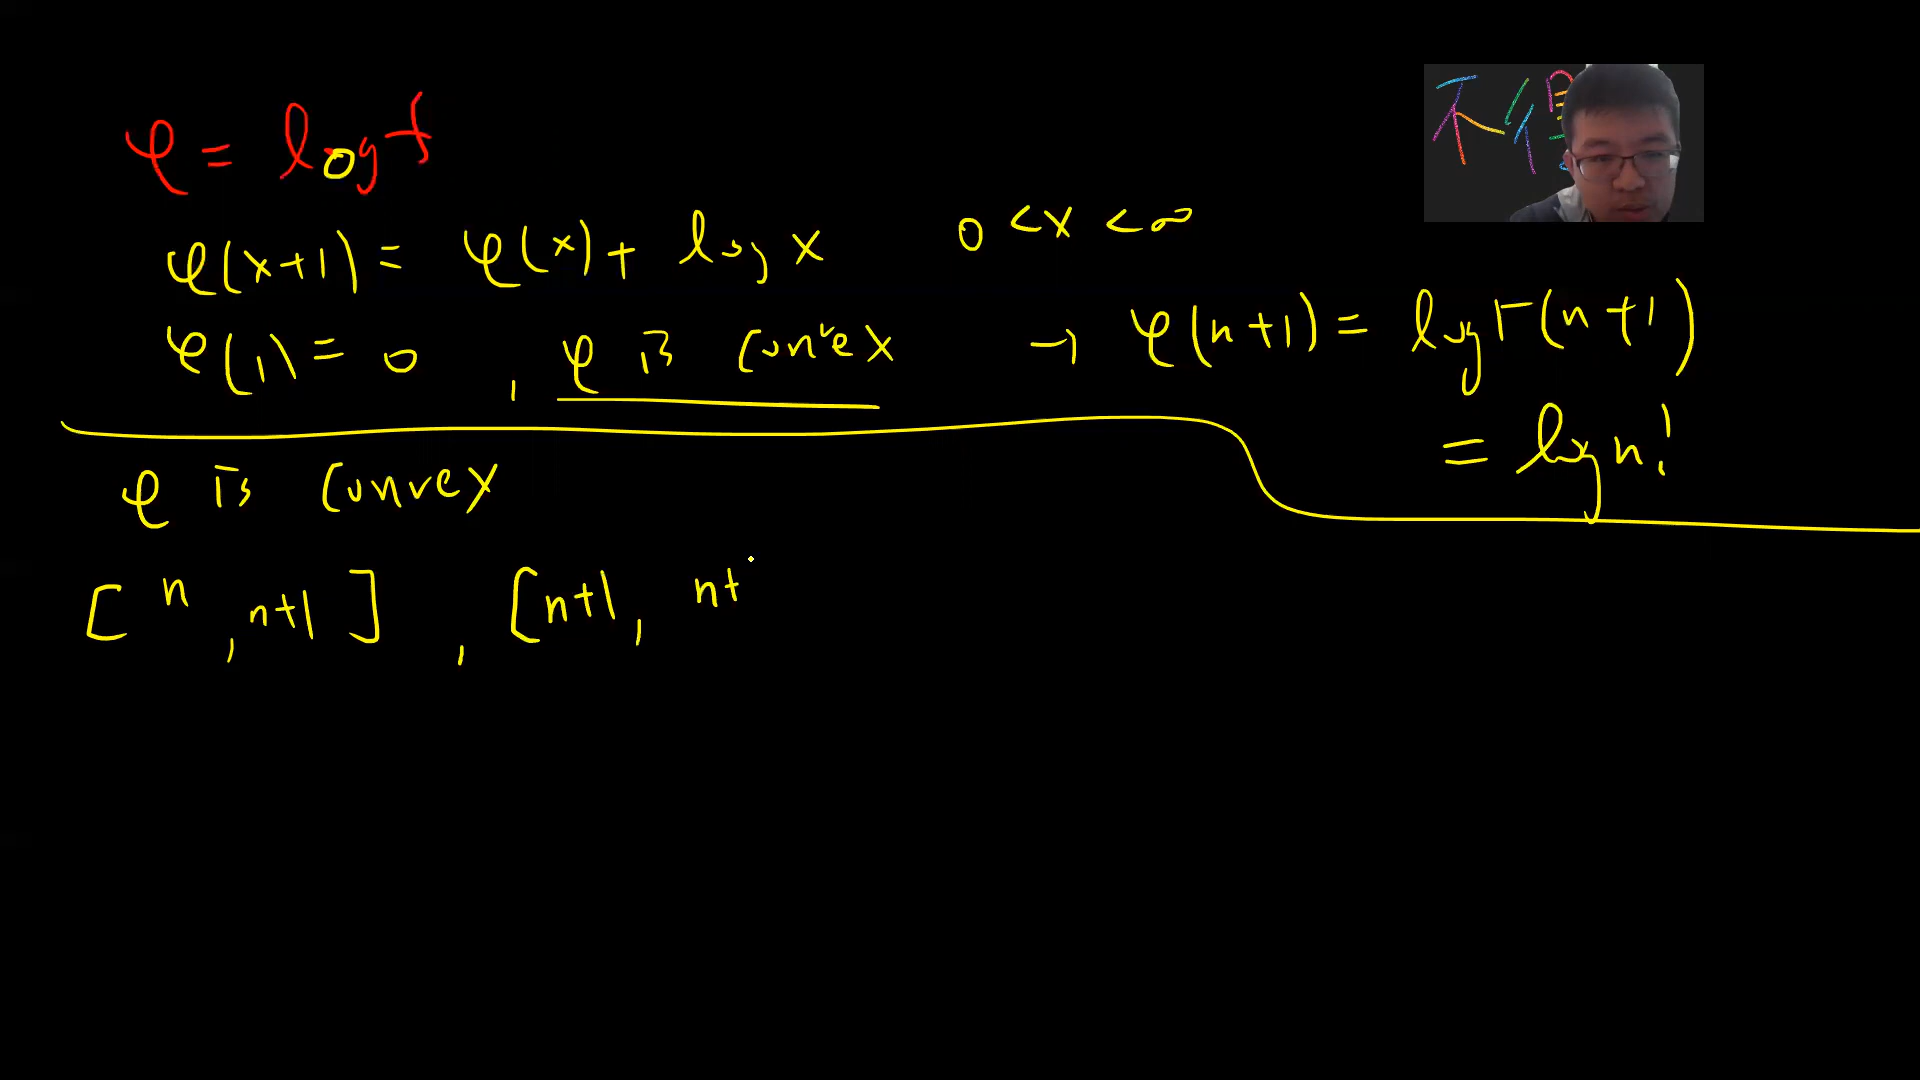 φ = log f
φ(x+1) = φ(x) + log x 0 < x < ∞
φ(1) = 0 , φ is convex → φ(n+1) = log Γ(n+1)
= log n!
φ is convex
[ n , n+1 ] , [ n+1 , n+